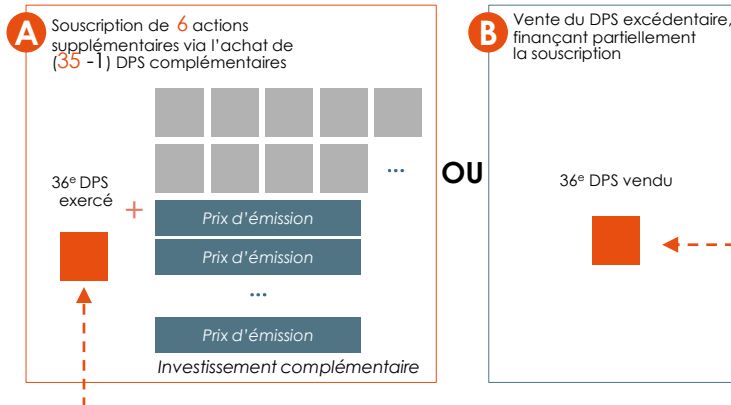 A
Souscription de 6 actions
supplémentaires via l'achat de
(35 -1) DPS complémentaires
36e DPS
exercé
+
...
Prix d'émission
Prix d'émission
...
Prix d'émission
Investissement complémentaire
OU
B
Vente du DPS excédentaire,
finançant partiellement
la souscription
36e DPS vendu